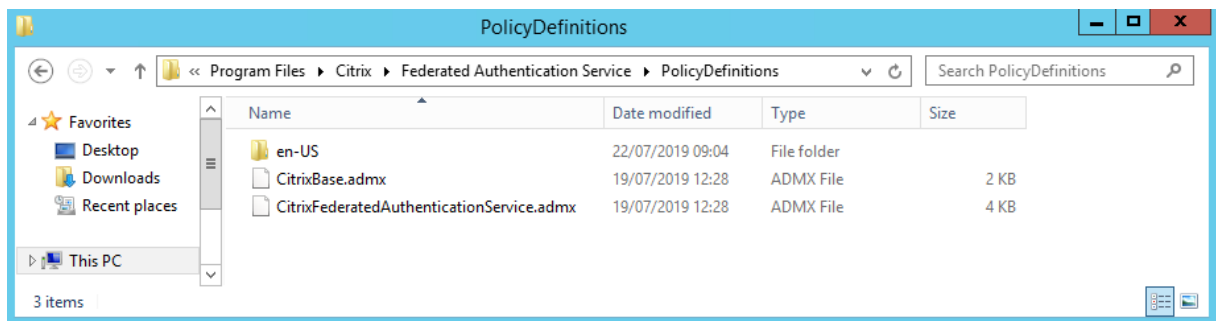 PolicyDefinitions
« Program Files Citrix Federated Authentication Service PolicyDefinitions Search PolicyDefinitions
Favorites
Desktop
Downloads
Recent places
This PC
Name Date modified Type Size
en-US 22/07/2019 09:04 File folder
CitrixBase.admx 19/07/2019 12:28 ADMX File 2 KB
CitrixFederatedAuthenticationService.admx 19/07/2019 12:28 ADMX File 4 KB
3 items